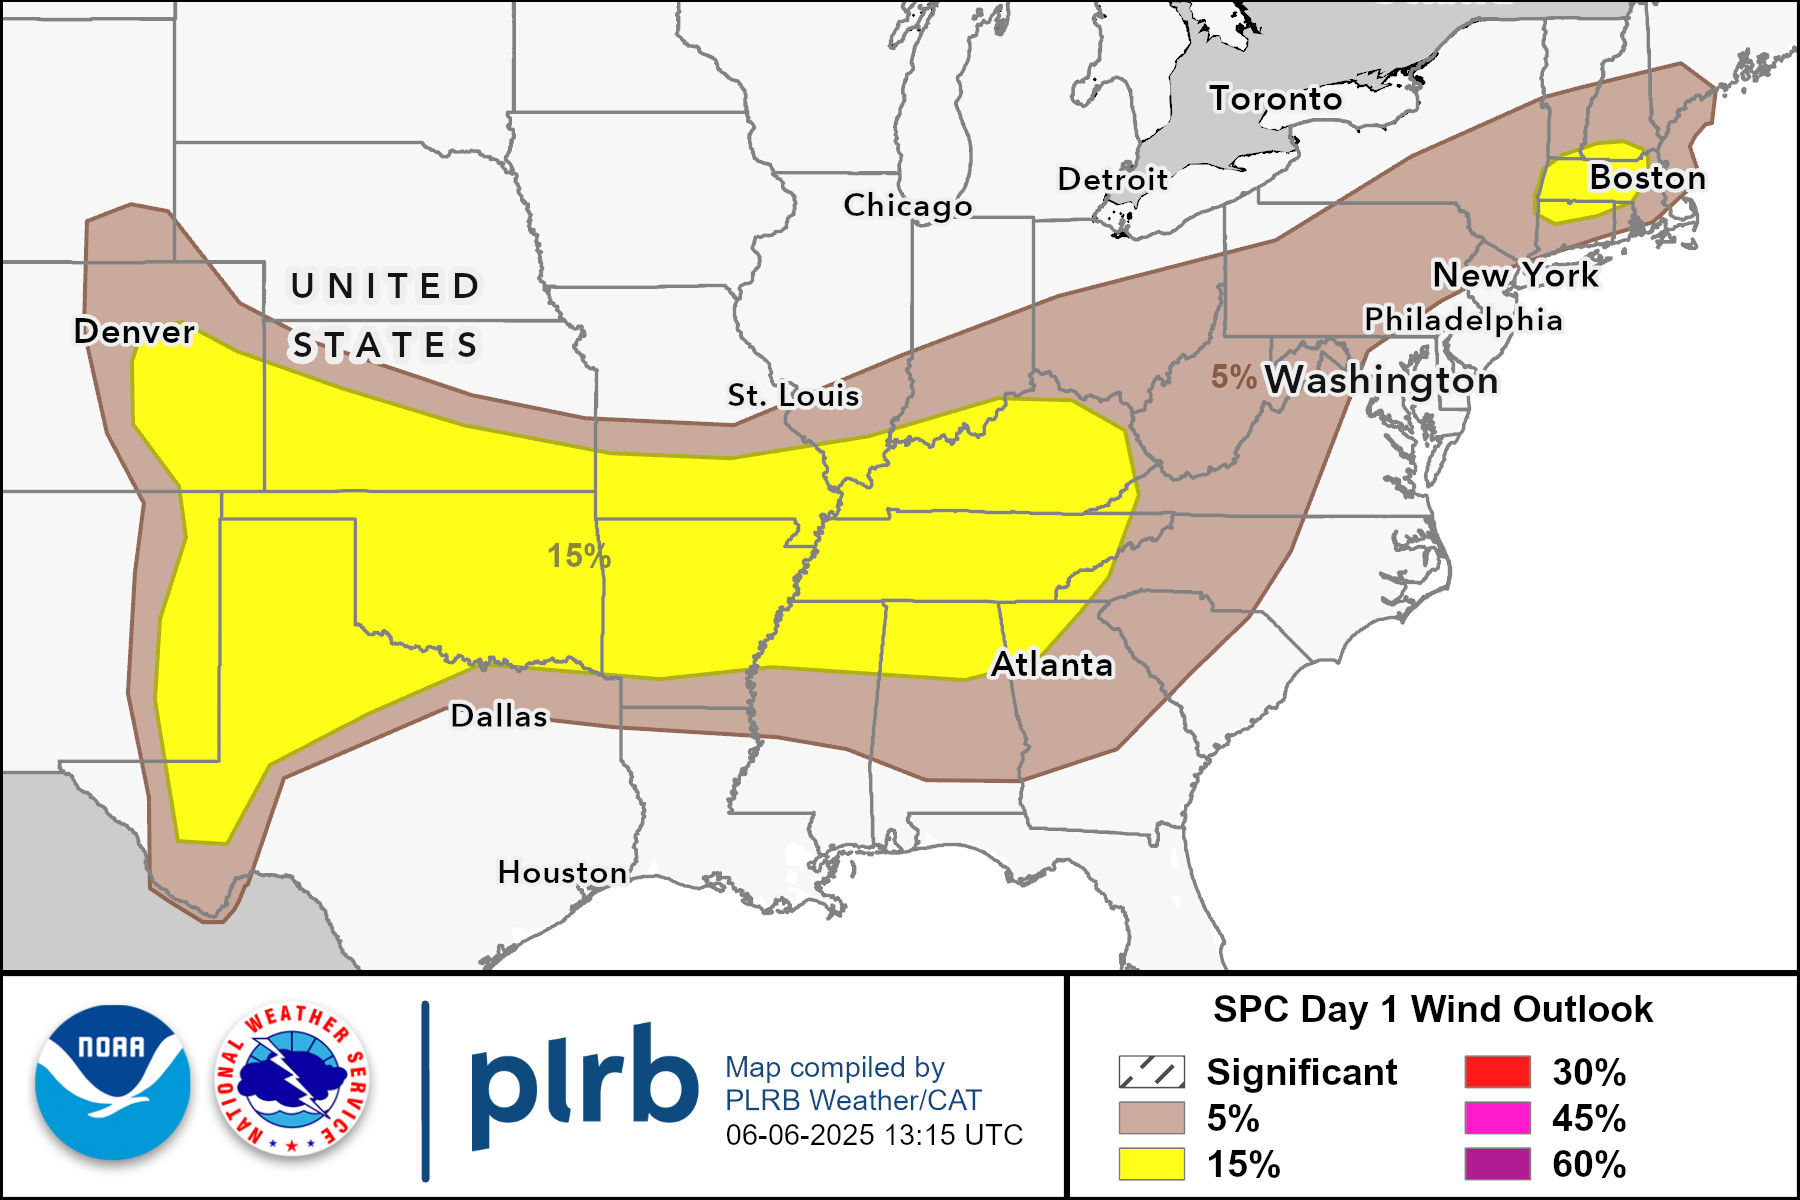 Toronto
Detroit
Boston
Chicago
New York
UNITED
STATES
Denver
Philadelphia
5%
Washington
St. Louis
15%
Atlanta
Dallas
Houston
NOAA
NATIONAL WEATHER SERVICE
plrb
Map compiled by
PLRB Weather/CAT
06-06-2025 13:15 UTC
SPC Day 1 Wind Outlook
Significant
5%
15%
30%
45%
60%